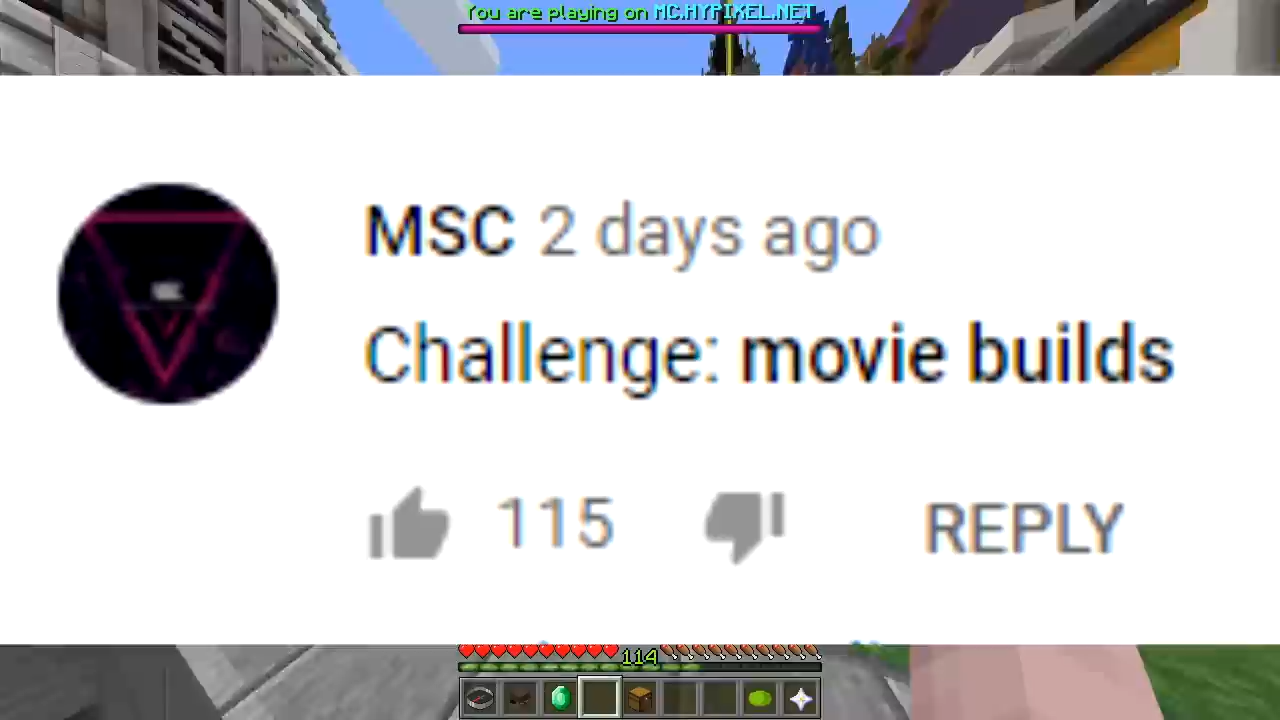 You are playing on MC.HYPIXEL.NET
MSC 2 days ago
Challenge: movie builds
115 REPLY
114